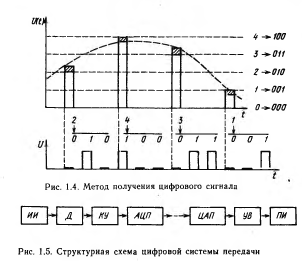 U(t)
4→100
3→011
2→010
1→001
0→000
t
2 4 3 1
0 1 0 1 0 0 0 1 1 0 0 1
U
t
Рис. 1.4. Метод получения цифрового сигнала
ИИ Д КУ АЦП ЦАП УВ ПИ
Рис. 1.5. Структурная схема цифровой системы передачи